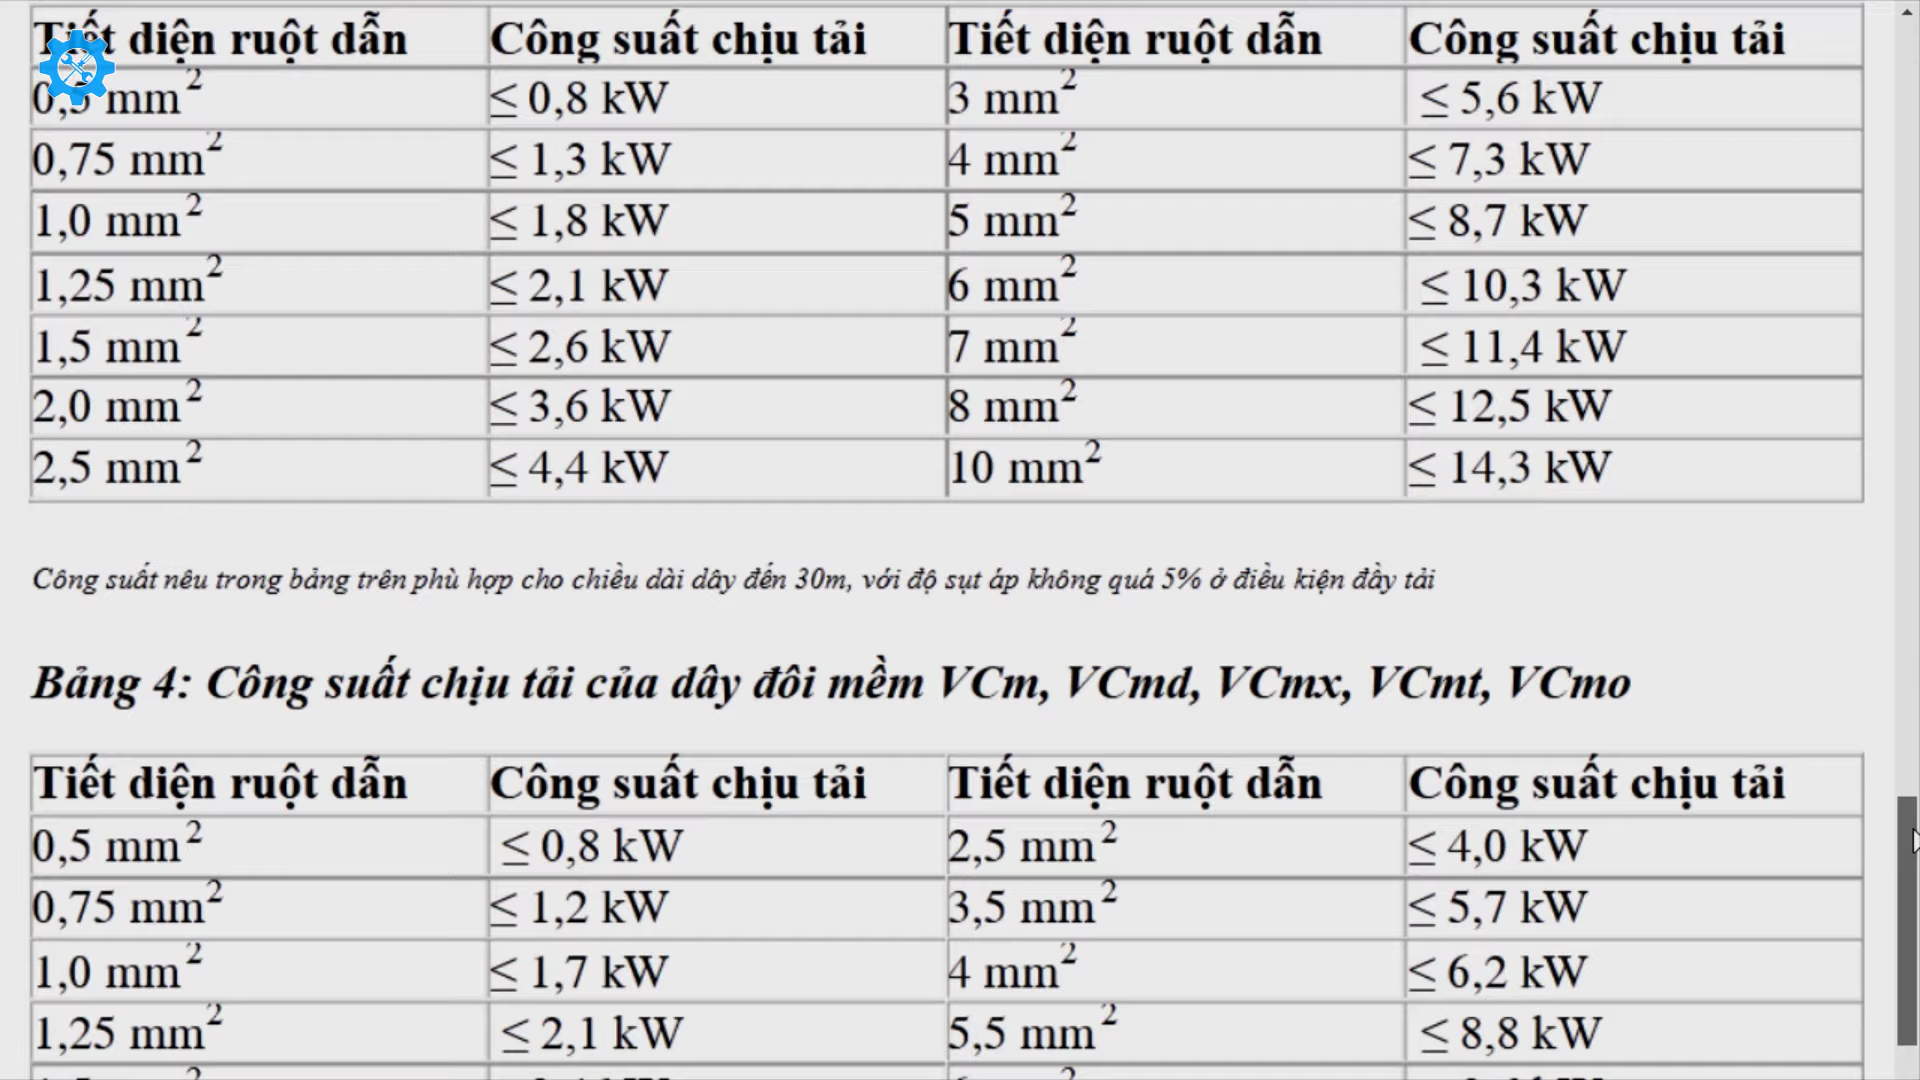 Tiết diện ruột dẫn Công suất chịu tải Tiết diện ruột dẫn Công suất chịu tải
0,5 mm² ≤ 0,8 kW 3 mm² ≤ 5,6 kW
0,75 mm² ≤ 1,3 kW 4 mm² ≤ 7,3 kW
1,0 mm² ≤ 1,8 kW 5 mm² ≤ 8,7 kW
1,25 mm² ≤ 2,1 kW 6 mm² ≤ 10,3 kW
1,5 mm² ≤ 2,6 kW 7 mm² ≤ 11,4 kW
2,0 mm² ≤ 3,6 kW 8 mm² ≤ 12,5 kW
2,5 mm² ≤ 4,4 kW 10 mm² ≤ 14,3 kW
Công suất nêu trong bảng trên phù hợp cho chiều dài dây đến 30m, với độ sụt áp không quá 5% ở điều kiện đầy tải
Bảng 4: Công suất chịu tải của dây đôi mềm VCm, VCmd, VCmx, VCmt, VCmo
Tiết diện ruột dẫn Công suất chịu tải Tiết diện ruột dẫn Công suất chịu tải
0,5 mm² ≤ 0,8 kW 2,5 mm² ≤ 4,0 kW
0,75 mm² ≤ 1,2 kW 3,5 mm² ≤ 5,7 kW
1,0 mm² ≤ 1,7 kW 4 mm² ≤ 6,2 kW
1,25 mm² ≤ 2,1 kW 5,5 mm² ≤ 8,8 kW